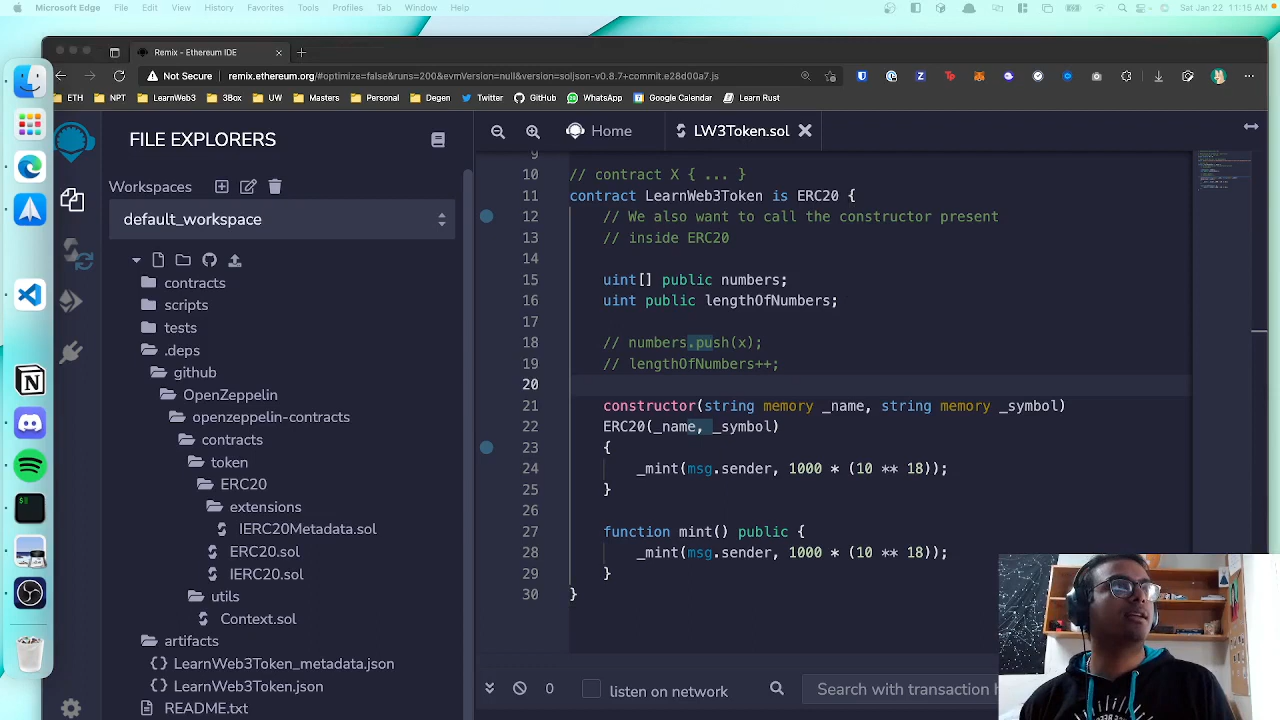 Microsoft Edge File Edit View History Favorites Tools Profiles Tab Window Help Sat Jan 22 11:15 AM
Remix - Ethereum IDE
Not Secure remix.ethereum.org/#optimize=false&runs=200&evmVersion=null&version=soljson-v0.8.7+commit.e28d00a7.js
ETH NPT LearnWeb3 3Box UW Masters Personal Degen Twitter GitHub WhatsApp Google Calendar Learn Rust
FILE EXPLORERS
Home
LW3Token.sol
Workspaces
default_workspace
contracts
scripts
tests
.deps
github
OpenZeppelin
openzeppelin-contracts
contracts
token
ERC20
extensions
IERC20Metadata.sol
ERC20.sol
IERC20.sol
utils
Context.sol
artifacts
LearnWeb3Token_metadata.json
LearnWeb3Token.json
README.txt
9
10 // contract X { ... }
11 contract LearnWeb3Token is ERC20 {
12 // We also want to call the constructor present
13 // inside ERC20
14
15 uint[] public numbers;
16 uint public lengthOfNumbers;
17
18 // numbers.push(x);
19 // lengthOfNumbers++;
20
21 constructor(string memory _name, string memory _symbol)
22 ERC20(_name, _symbol)
23 {
24 _mint(msg.sender, 1000 * (10 ** 18));
25 }
26
27 function mint() public {
28 _mint(msg.sender, 1000 * (10 ** 18));
29 }
30 }
0 listen on network Search with transaction h